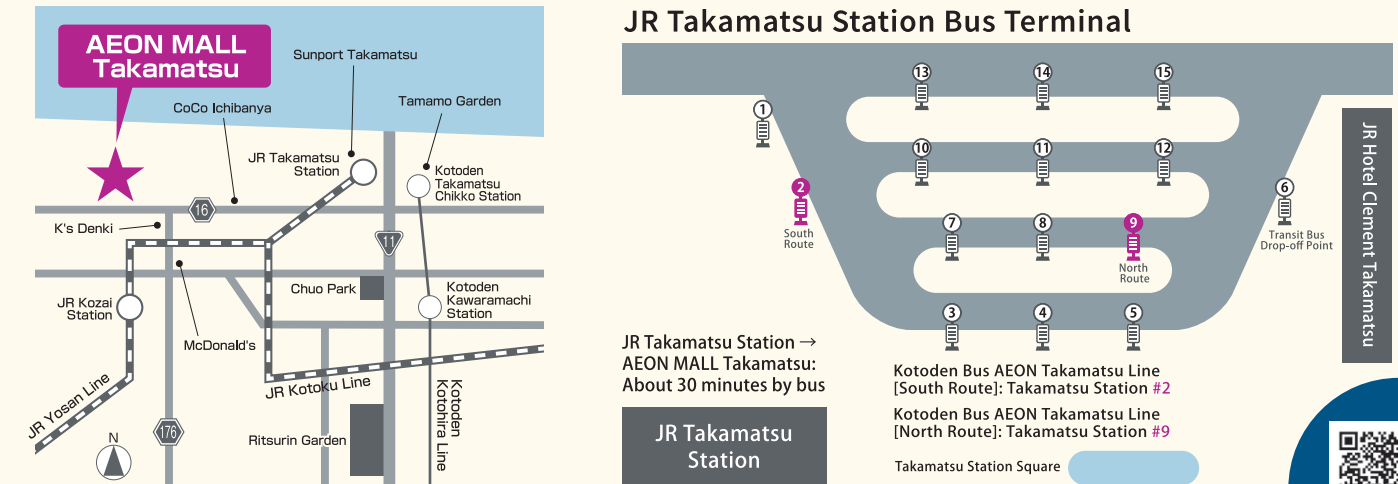 AEON MALL
Takamatsu
Sunport Takamatsu
CoCo Ichibanya
Tamamo Garden
JR Takamatsu
Station
Kotoden
Takamatsu
Chikko Station
16
K's Denki
11
Chuo Park
Kotoden
Kawaramachi
Station
JR Kozai
Station
McDonald's
JR Yosan Line
JR Kotoku Line
Kotoden
Kotohira Line
N
176
Ritsurin Garden
JR Takamatsu Station Bus Terminal
13
14
15
1
10
11
12
2
South
Route
6
Transit Bus
Drop-off Point
7
8
9
North
Route
3
4
5
JR Hotel Clement Takamatsu
JR Takamatsu Station →
AEON MALL Takamatsu:
About 30 minutes by bus
Kotoden Bus AEON Takamatsu Line
[South Route]: Takamatsu Station #2
Kotoden Bus AEON Takamatsu Line
[North Route]: Takamatsu Station #9
JR Takamatsu
Station
Takamatsu Station Square